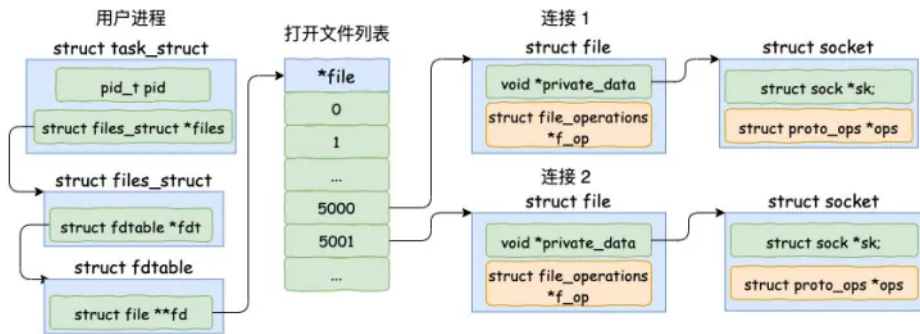 用户进程
struct task_struct
pid_t pid
struct files_struct *files
struct files_struct
struct fdtable *fdt
struct fdtable
struct file **fd
打开文件列表
*file
0
1
...
5000
5001
...
连接 1
struct file
void *private_data
struct file_operations
*f_op
struct socket
struct sock *sk;
struct proto_ops *ops
连接 2
struct file
void *private_data
struct file_operations
*f_op
struct socket
struct sock *sk;
struct proto_ops *ops